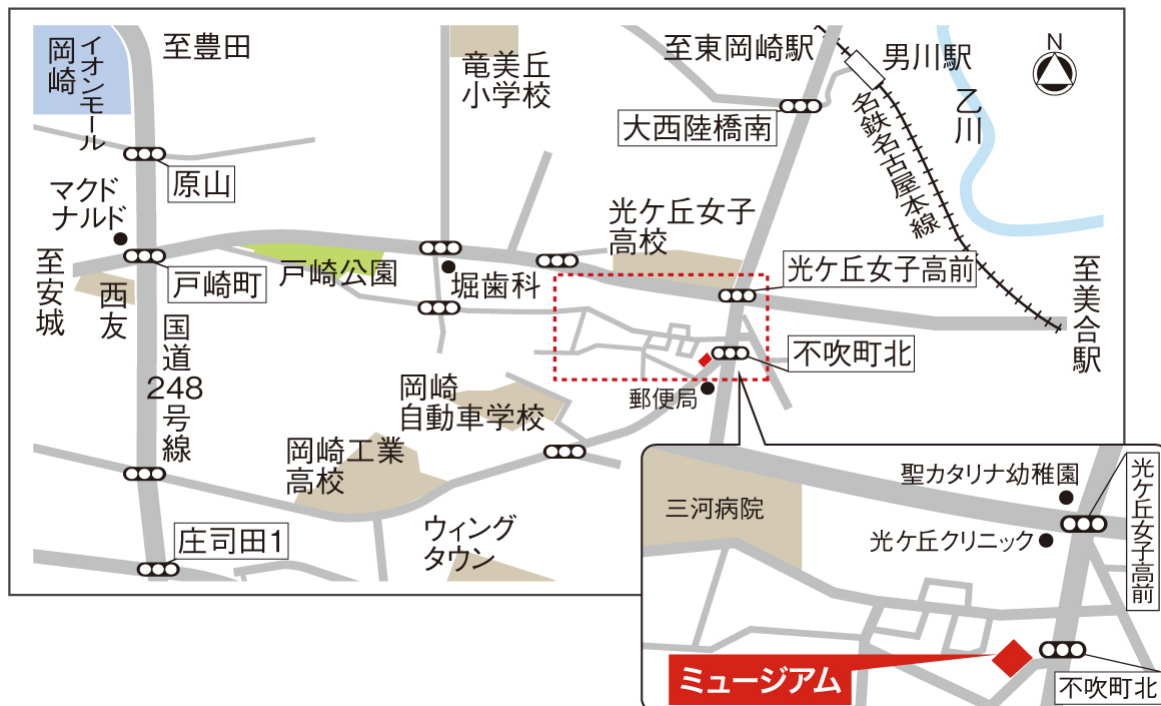 イオンモール
岡崎
至豊田
竜美丘
小学校
至東岡崎駅
男川駅
乙川
N
大西陸橋南
名鉄名古屋本線
原山
マクド
ナルド
光ケ丘女子
高校
至安城
西友
戸崎町
戸崎公園
堀歯科
光ケ丘女子高前
至美合駅
国道
248
号線
不吹町北
郵便局
岡崎
自動車学校
岡崎工業
高校
ウィング
タウン
庄司田1
三河病院
聖カタリナ幼稚園
光ケ丘クリニック
光ケ丘女子高前
ミュージアム
不吹町北